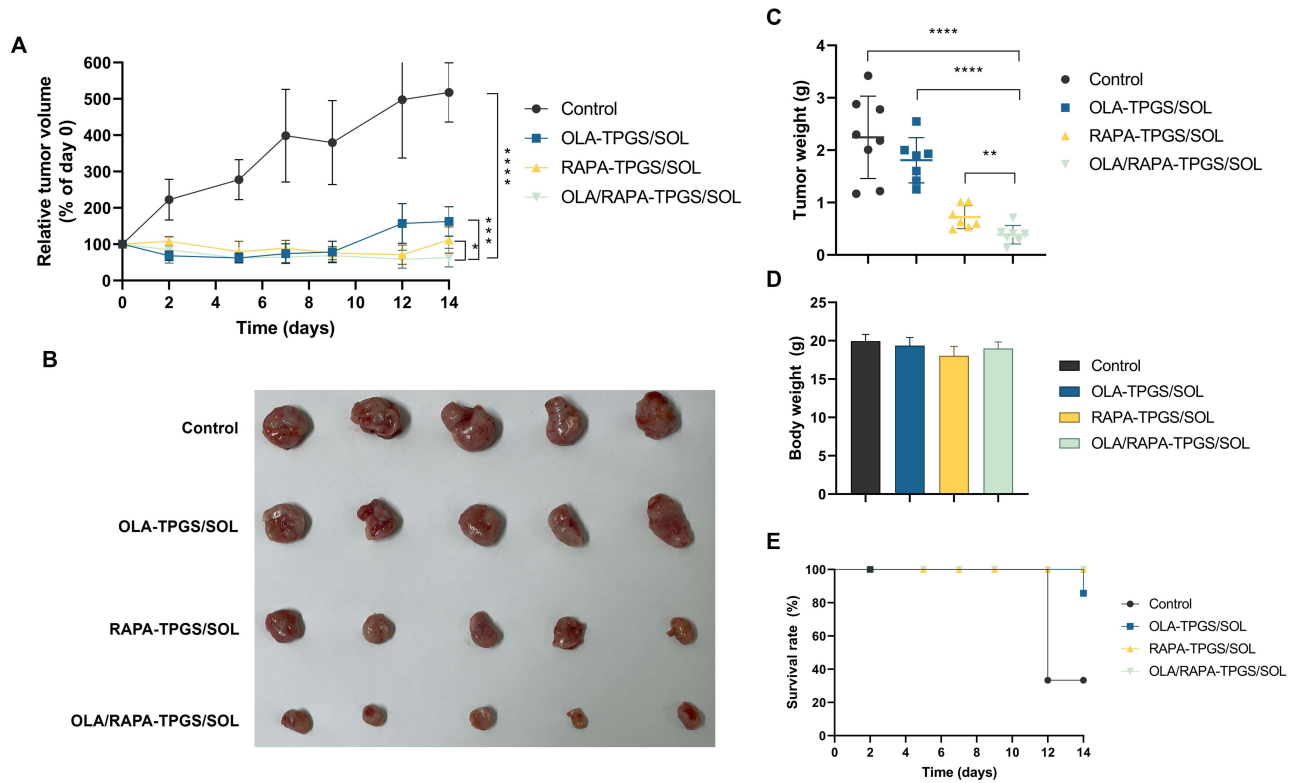 A
Relative tumor volume
(% of day 0)
600
500
400
300
200
100
0
0 2 4 6 8 10 12 14
Time (days)
****
***
*
Control
OLA-TPGS/SOL
RAPA-TPGS/SOL
OLA/RAPA-TPGS/SOL
B
Control
OLA-TPGS/SOL
RAPA-TPGS/SOL
OLA/RAPA-TPGS/SOL
C
Tumor weight (g)
4
3
2
1
0
****
****
**
Control
OLA-TPGS/SOL
RAPA-TPGS/SOL
OLA/RAPA-TPGS/SOL
D
Body weight (g)
25
20
15
10
5
0
Control
OLA-TPGS/SOL
RAPA-TPGS/SOL
OLA/RAPA-TPGS/SOL
E
Survival rate (%)
100
80
60
40
20
0
0 2 4 6 8 10 12 14
Time (days)
Control
OLA-TPGS/SOL
RAPA-TPGS/SOL
OLA/RAPA-TPGS/SOL